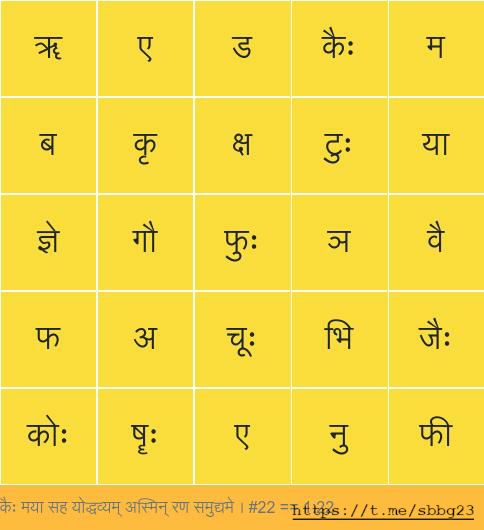 ॠ ए ड कैः म
ब कृ क्ष टुः या
ज्ञे गौ फुः ञ वै
फ अ चूः भि जैः
कोः षॄः ए नु फी
कैः मया सह योद्धव्यम् अस्मिन् रण समुद्यमे । #22 == 1-22
https://t.me/sbbg23